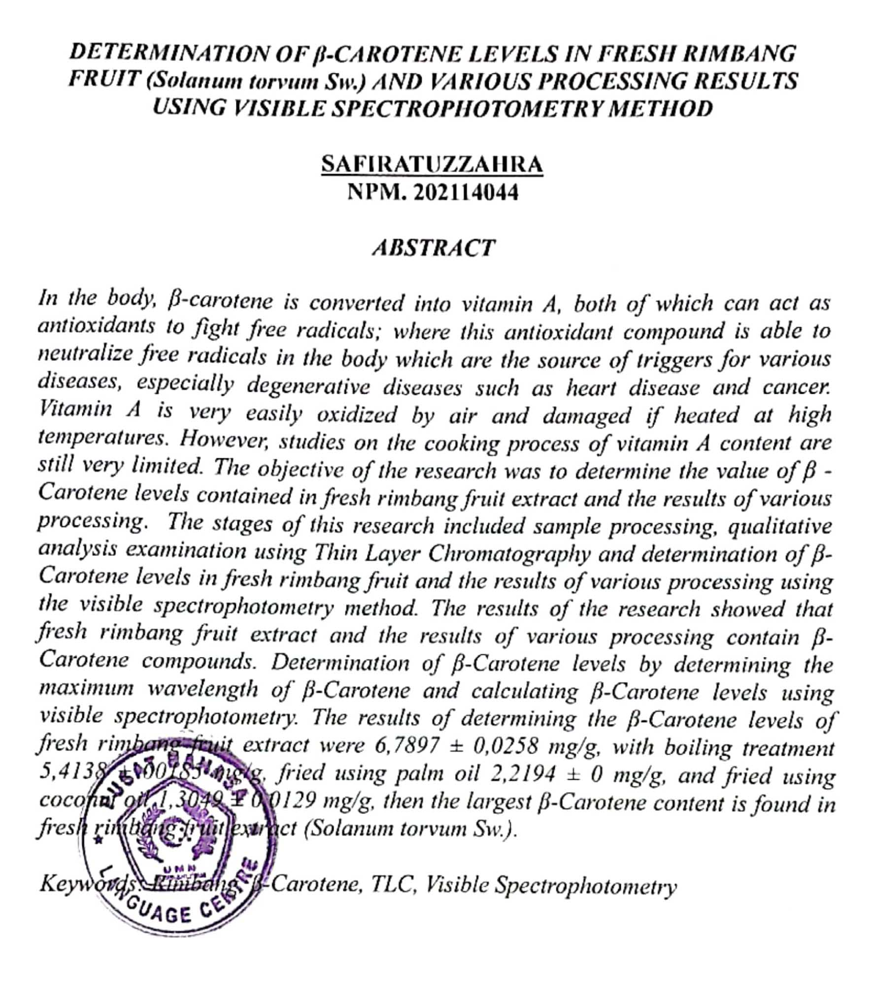 DETERMINATION OF β-CAROTENE LEVELS IN FRESH RIMBANG
FRUIT (Solanum torvum Sw.) AND VARIOUS PROCESSING RESULTS
USING VISIBLE SPECTROPHOTOMETRY METHOD
SAFIRATUZZAHRA
NPM. 202114044
ABSTRACT
In the body, β-carotene is converted into vitamin A, both of which can act as
antioxidants to fight free radicals; where this antioxidant compound is able to
neutralize free radicals in the body which are the source of triggers for various
diseases, especially degenerative diseases such as heart disease and cancer.
Vitamin A is very easily oxidized by air and damaged if heated at high
temperatures. However, studies on the cooking process of vitamin A content are
still very limited. The objective of the research was to determine the value of β -
Carotene levels contained in fresh rimbang fruit extract and the results of various
processing. The stages of this research included sample processing, qualitative
analysis examination using Thin Layer Chromatography and determination of β-
Carotene levels in fresh rimbang fruit and the results of various processing using
the visible spectrophotometry method. The results of the research showed that
fresh rimbang fruit extract and the results of various processing contain β-
Carotene compounds. Determination of β-Carotene levels by determining the
maximum wavelength of β-Carotene and calculating β-Carotene levels using
visible spectrophotometry. The results of determining the β-Carotene levels of
fresh rimbang fruit extract were 6,7897 ± 0,0258 mg/g, with boiling treatment
5,4138 ± mg/g, fried using palm oil 2,2194 ± 0 mg/g, and fried using
coconut oil 1,3049 ± 0,0129 mg/g, then the largest β-Carotene content is found in
fresh rimbang fruit extract (Solanum torvum Sw.).
Keywords: Rimbang, β-Carotene, TLC, Visible Spectrophotometry
PUSAT BAHASA
UMN
LANGUAGE CENTRE